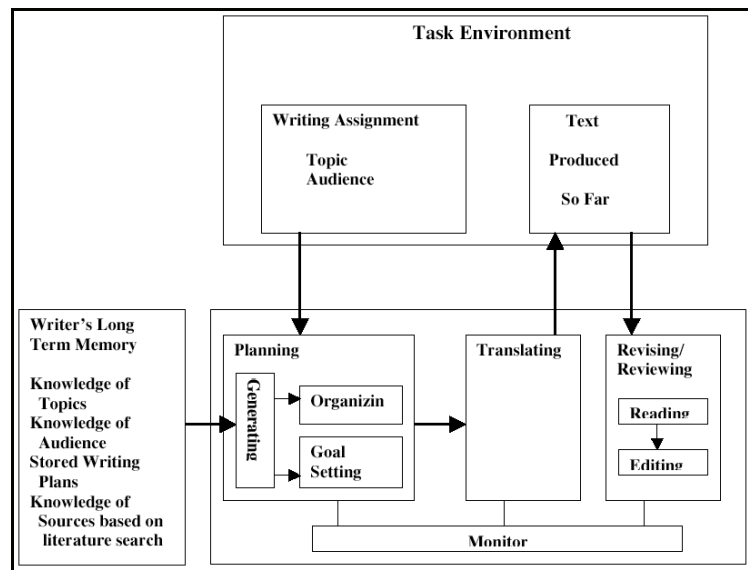 Task Environment
Writing Assignment
Topic
Audience
Text
Produced
So Far
Writer's Long
Term Memory
Knowledge of
Topics
Knowledge of
Audience
Stored Writing
Plans
Knowledge of
Sources based on
literature search
Planning
Generating
Organizin
Goal
Setting
Translating
Revising/
Reviewing
Reading
Editing
Monitor